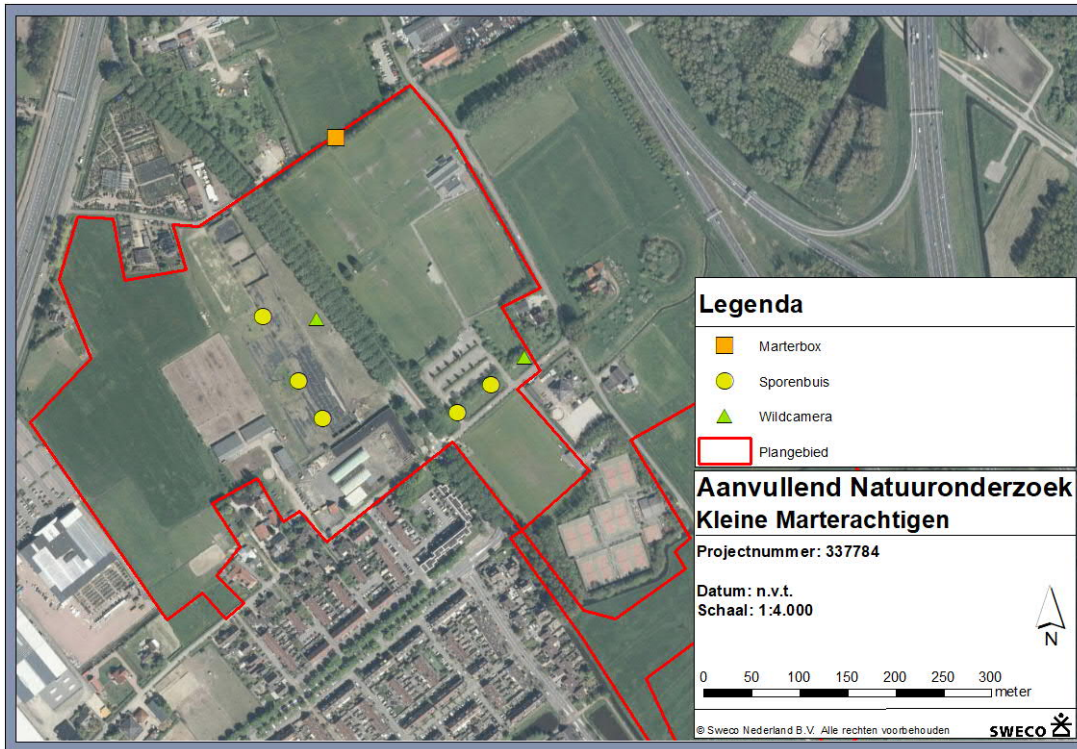 Legenda
Marterbox
Sporenbuis
Wildcamera
Plangebied
Aanvullend Natuuronderzoek
Kleine Marterachtigen
Projectnummer: 337784
Datum: n.v.t.
Schaal: 1:4.000
N
0 50 100 150 200 250 300
meter
© Sweco Nederland B.V. Alle rechten voorbehouden
SWECO